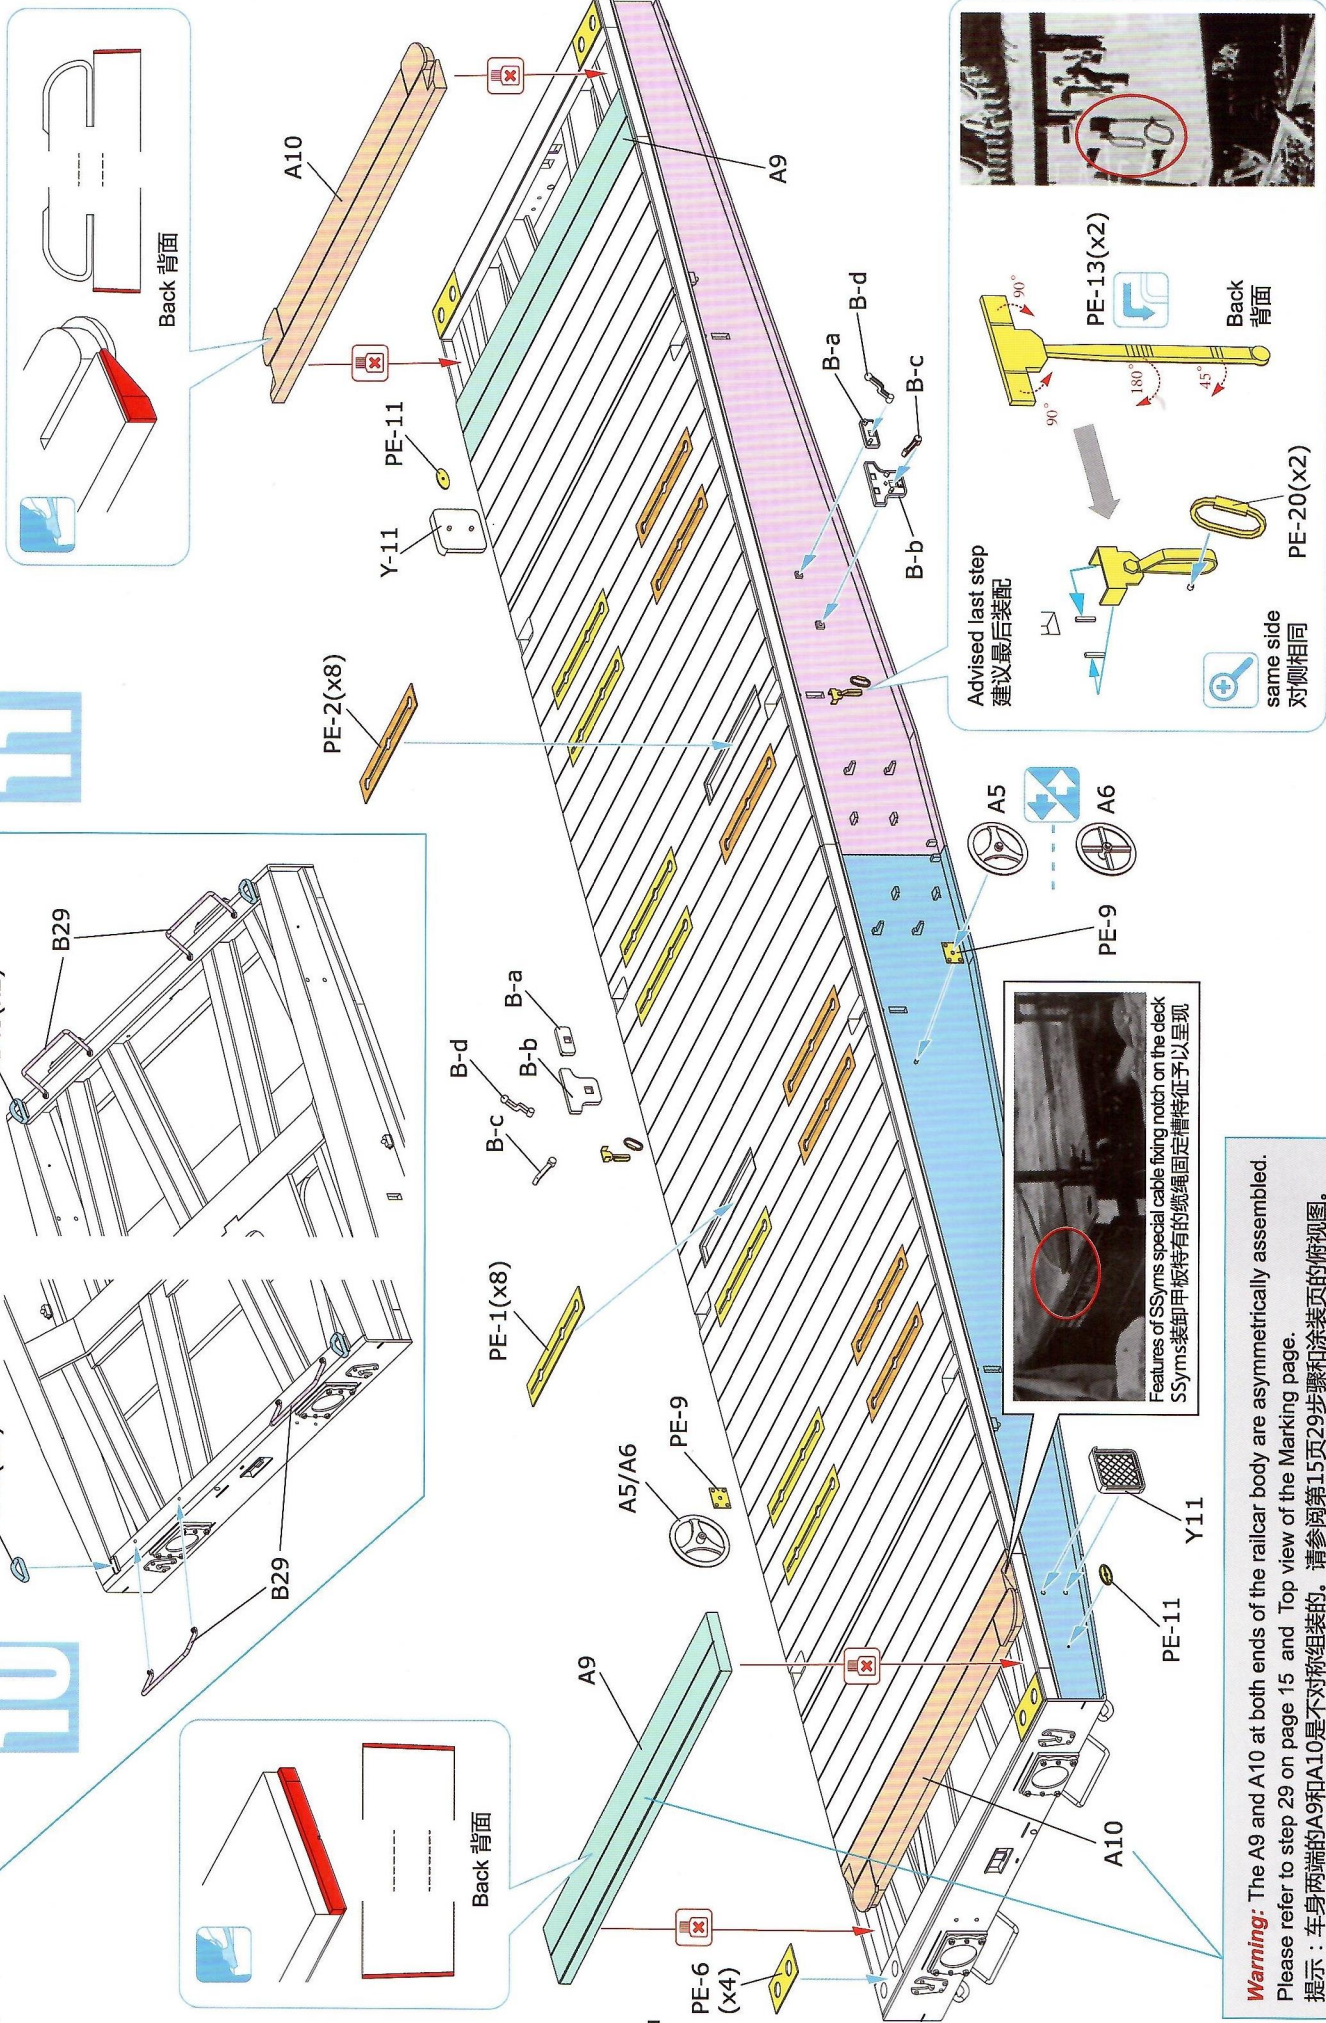 10
11
B29
B29
Back 背面
A10
A9
PE-11
Y-11
PE-2(x8)
B-a
B-d
B-c
B-b
B-d
B-a
B-b
B-c
PE-1(x8)
A5/A6
PE-9
A5
A6
PE-9
A9
Back 背面
PE-6
(x4)
A10
Y11
PE-11
Advised last step
建议最后装配
same side
对侧相同
PE-20(x2)
PE-13(x2)
90°
90°
180°
45°
Back
背面
Features of SSyms special cable fixing notch on the deck
SSyms装卸甲板特有的缆绳固定槽特征予以呈现
Warning: The A9 and A10 at both ends of the railcar body are asymmetrically assembled.
Please refer to step 29 on page 15 and Top view of the Marking page.
提示：车身两端的A9和A10是不对称组装的。请参阅第15页29步骤和涂装页的俯视图。